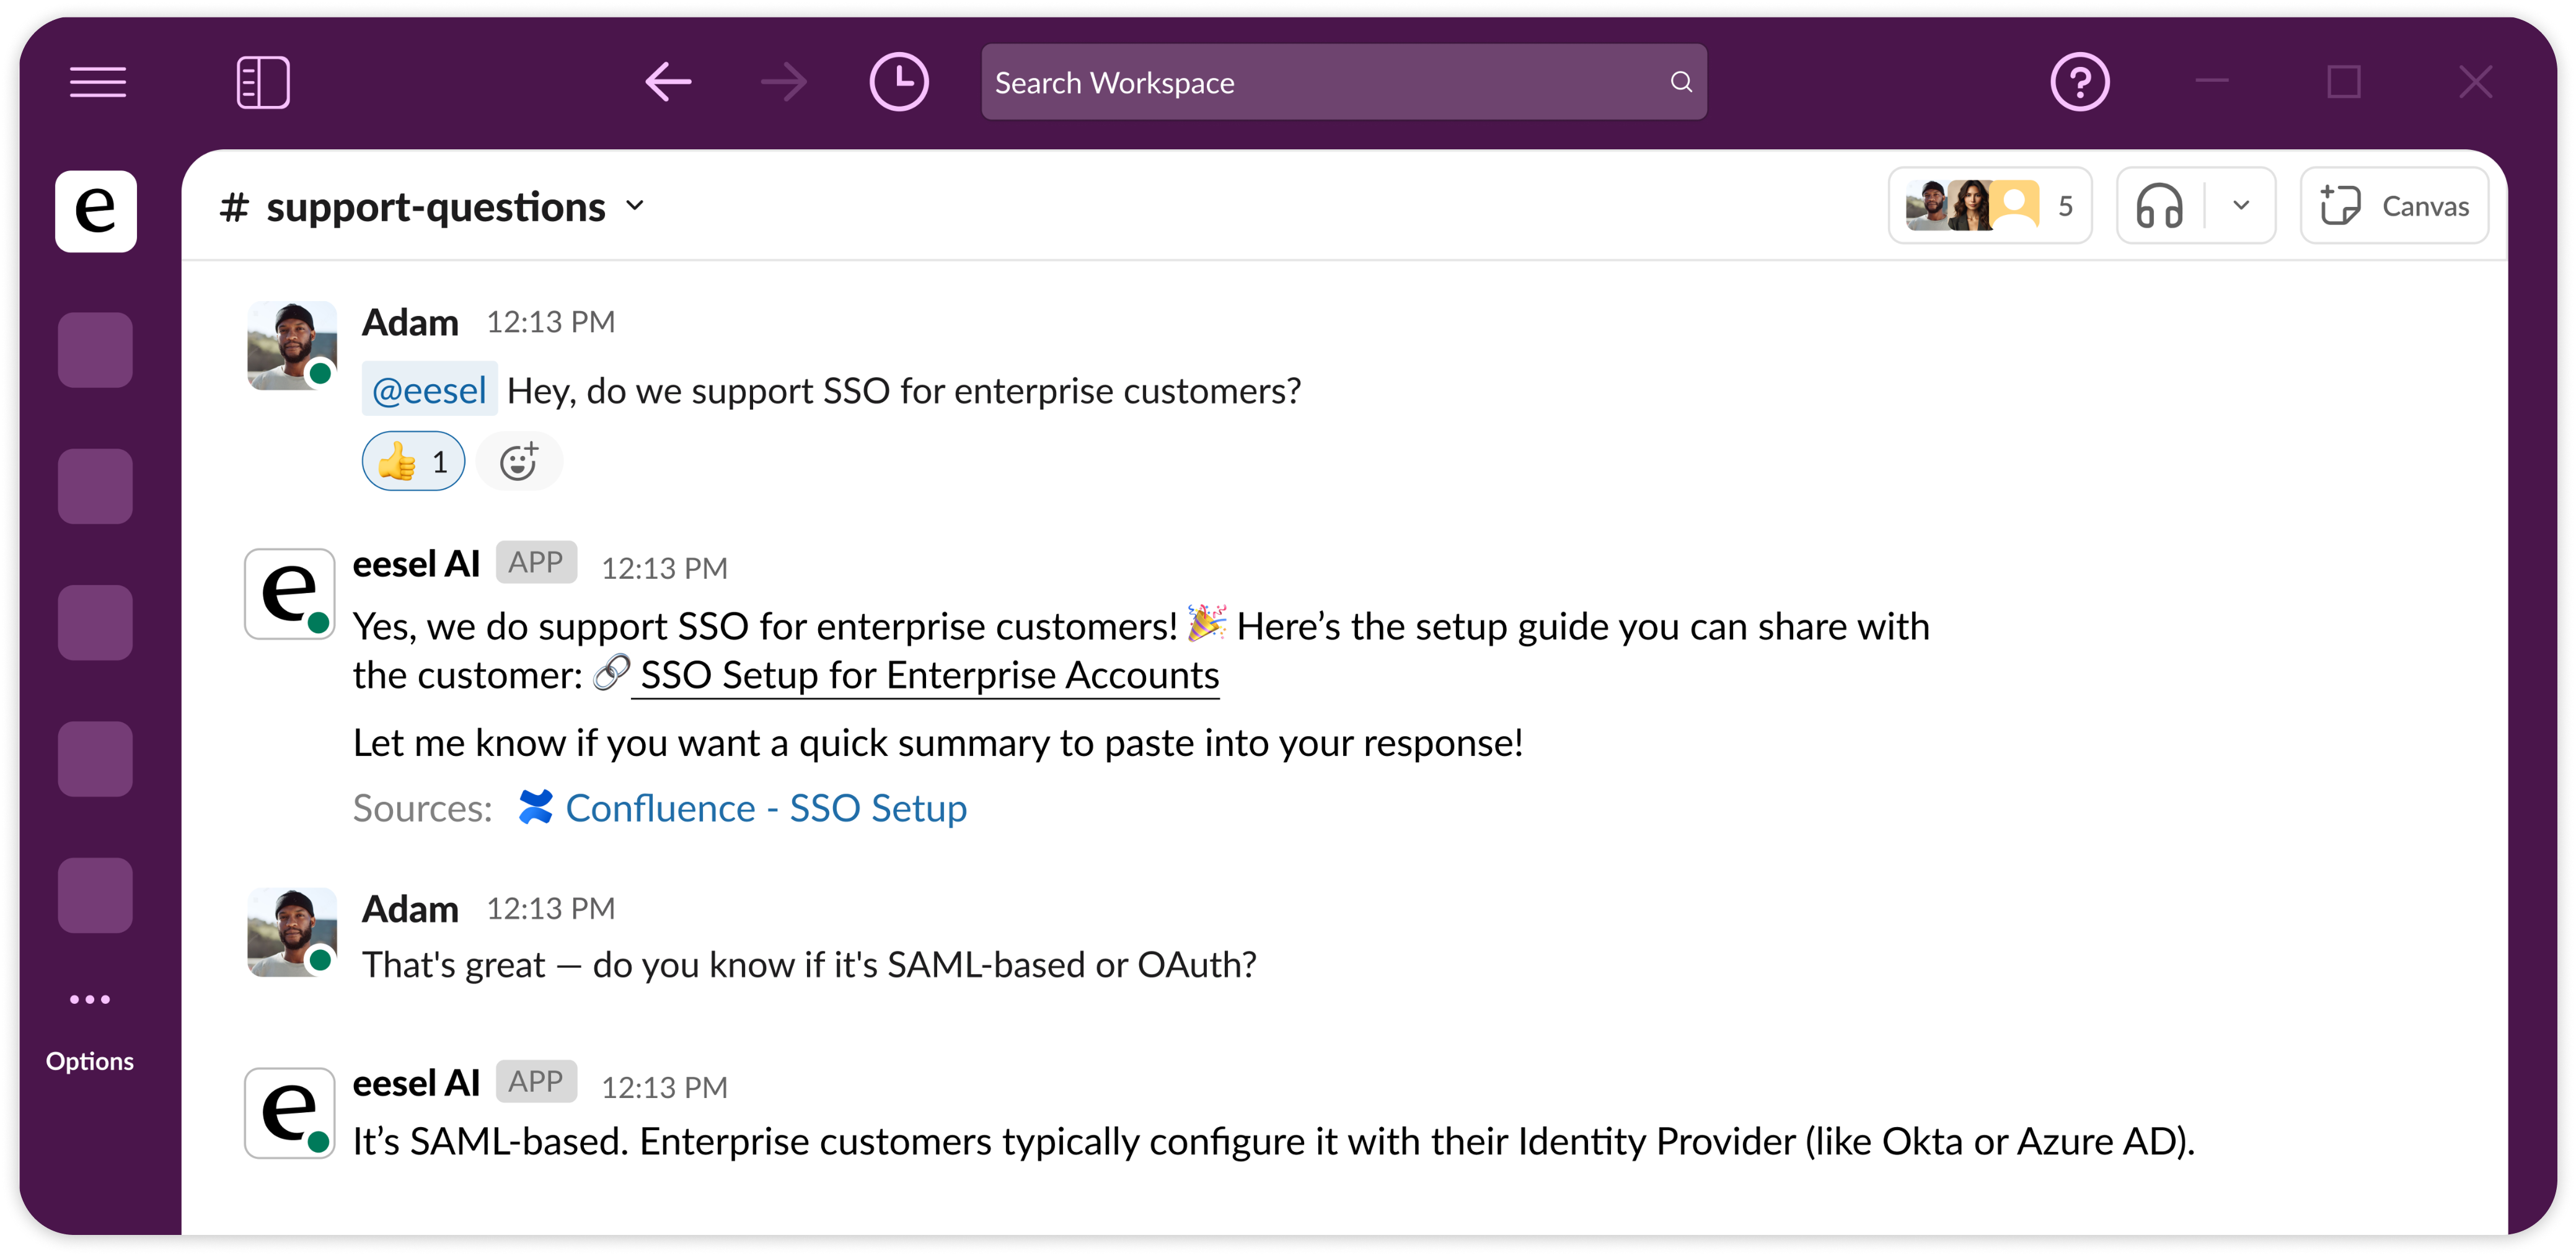 Search Workspace
e
# support-questions
5
Canvas
Adam 12:13 PM
@eesel Hey, do we support SSO for enterprise customers?
👍 1
e
eesel AI APP 12:13 PM
Yes, we do support SSO for enterprise customers! 🎉 Here’s the setup guide you can share with
the customer: 🔗 SSO Setup for Enterprise Accounts
Let me know if you want a quick summary to paste into your response!
Sources: Confluence - SSO Setup
Adam 12:13 PM
That's great — do you know if it's SAML-based or OAuth?
Options
e
eesel AI APP 12:13 PM
It’s SAML-based. Enterprise customers typically configure it with their Identity Provider (like Okta or Azure AD).